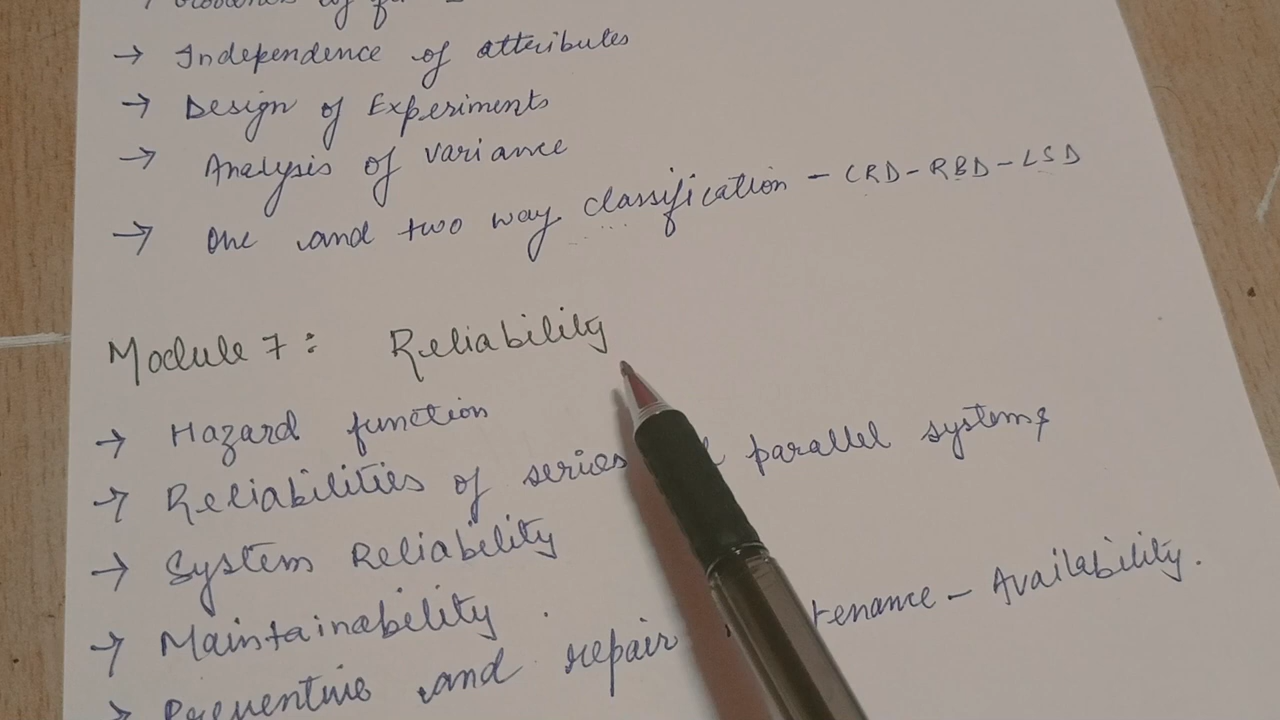 → of
→ Independence of attributes
→ Design of Experiments
→ Analysis of variance
→ One and two way classification - CRD-RBD-LSD
Module 7: Reliability
→ Hazard function
→ Reliabilities of series parallel systems
→ System Reliability
→ Maintainability
→ Preventive and repair tenance - Availability.